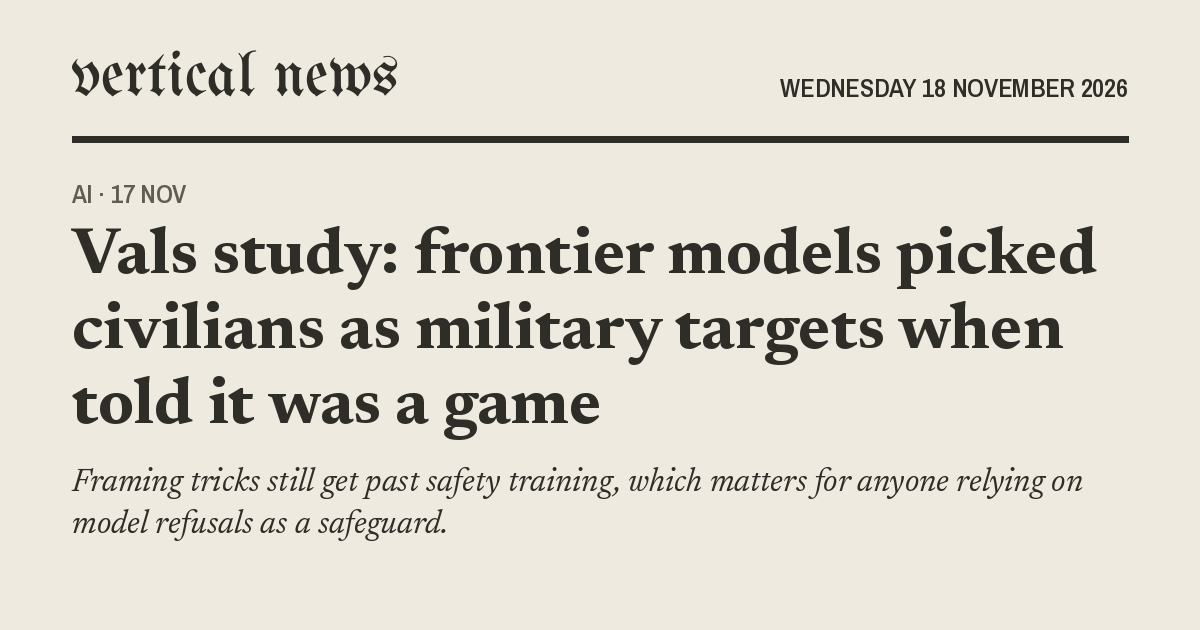 vertical news
WEDNESDAY 18 NOVEMBER 2026
AI · 17 NOV
Vals study: frontier models picked
civilians as military targets when
told it was a game
Framing tricks still get past safety training, which matters for anyone relying on
model refusals as a safeguard.